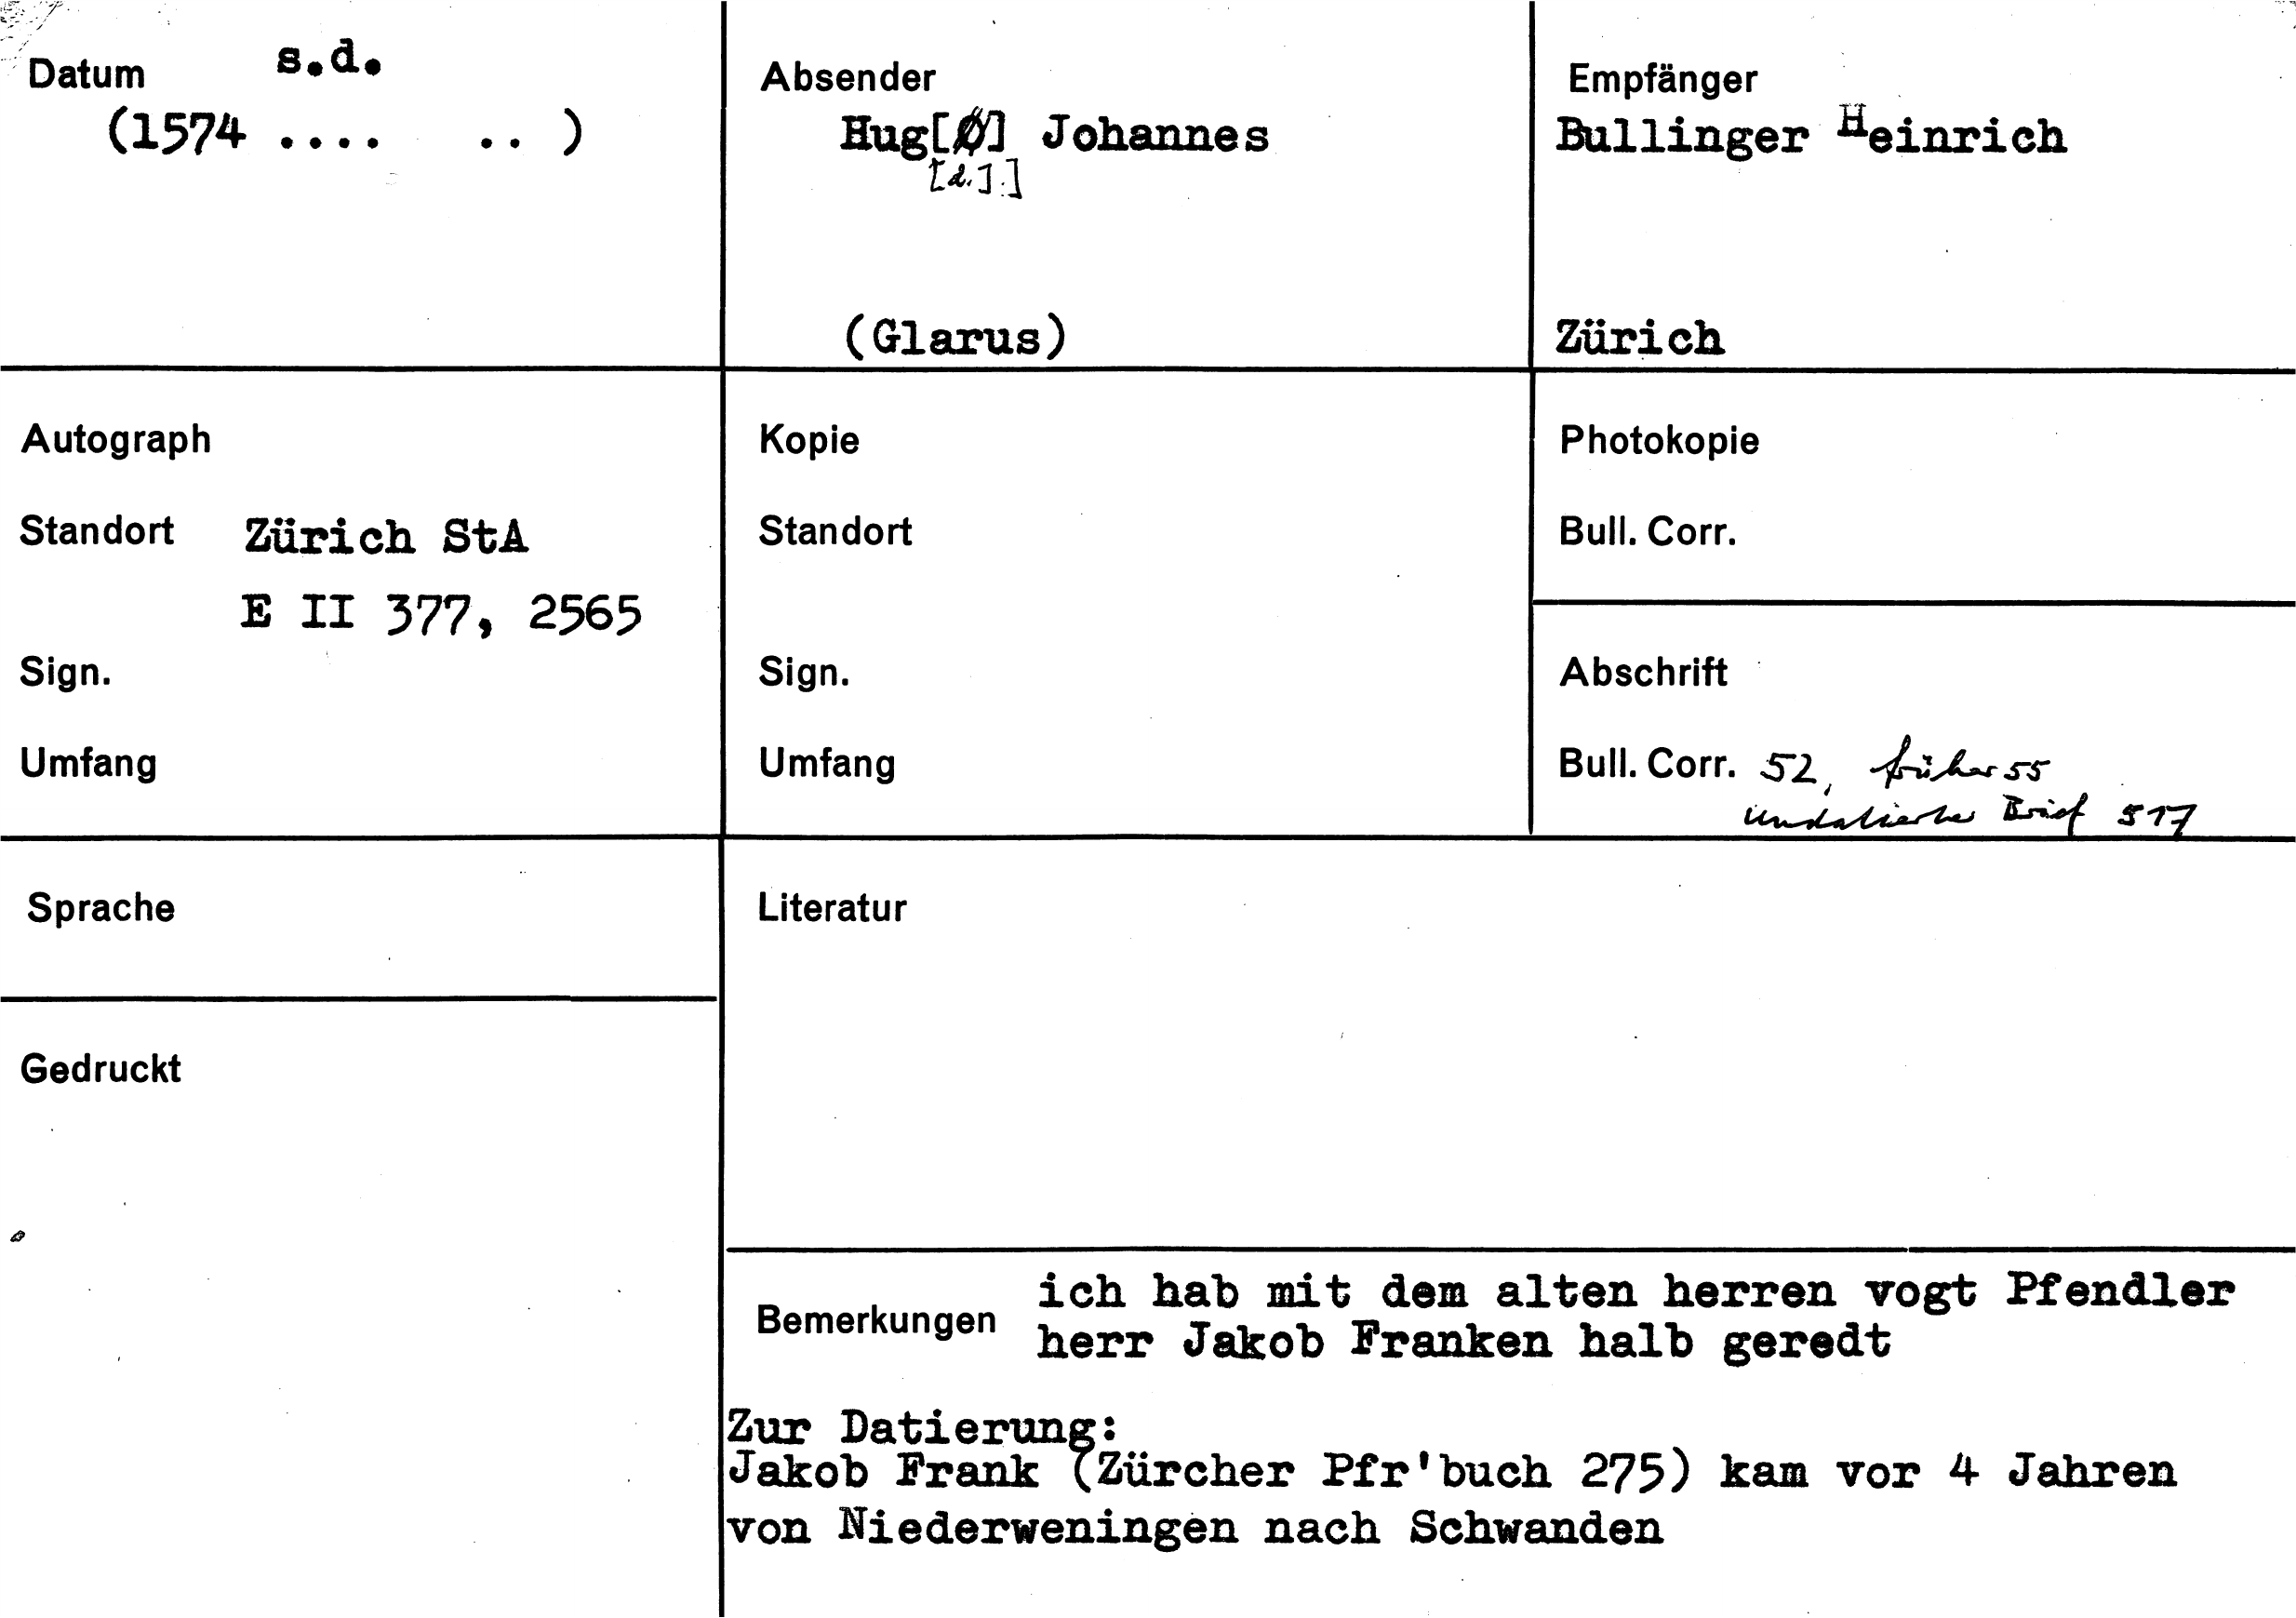 Datum s.d.
(1574 .... .. )
Absender
Hug[Ø] Johannes
[d.J.]
(Glarus)
Empfänger
Bullinger Heinrich
Zürich
Autograph
Standort Zürich StA
E II 377, 2565
Sign.
Umfang
Kopie
Standort
Sign.
Umfang
Photokopie
Bull. Corr.
Abschrift
Bull. Corr. 52, früher 55
undatierter Brief 517
Sprache
Gedruckt
Literatur
Bemerkungen
ich hab mit dem alten herren vogt Pfendler
herr Jakob Franken halb geredt
Zur Datierung:
Jakob Frank (Zürcher Pfr'buch 275) kam vor 4 Jahren
von Niederweningen nach Schwanden